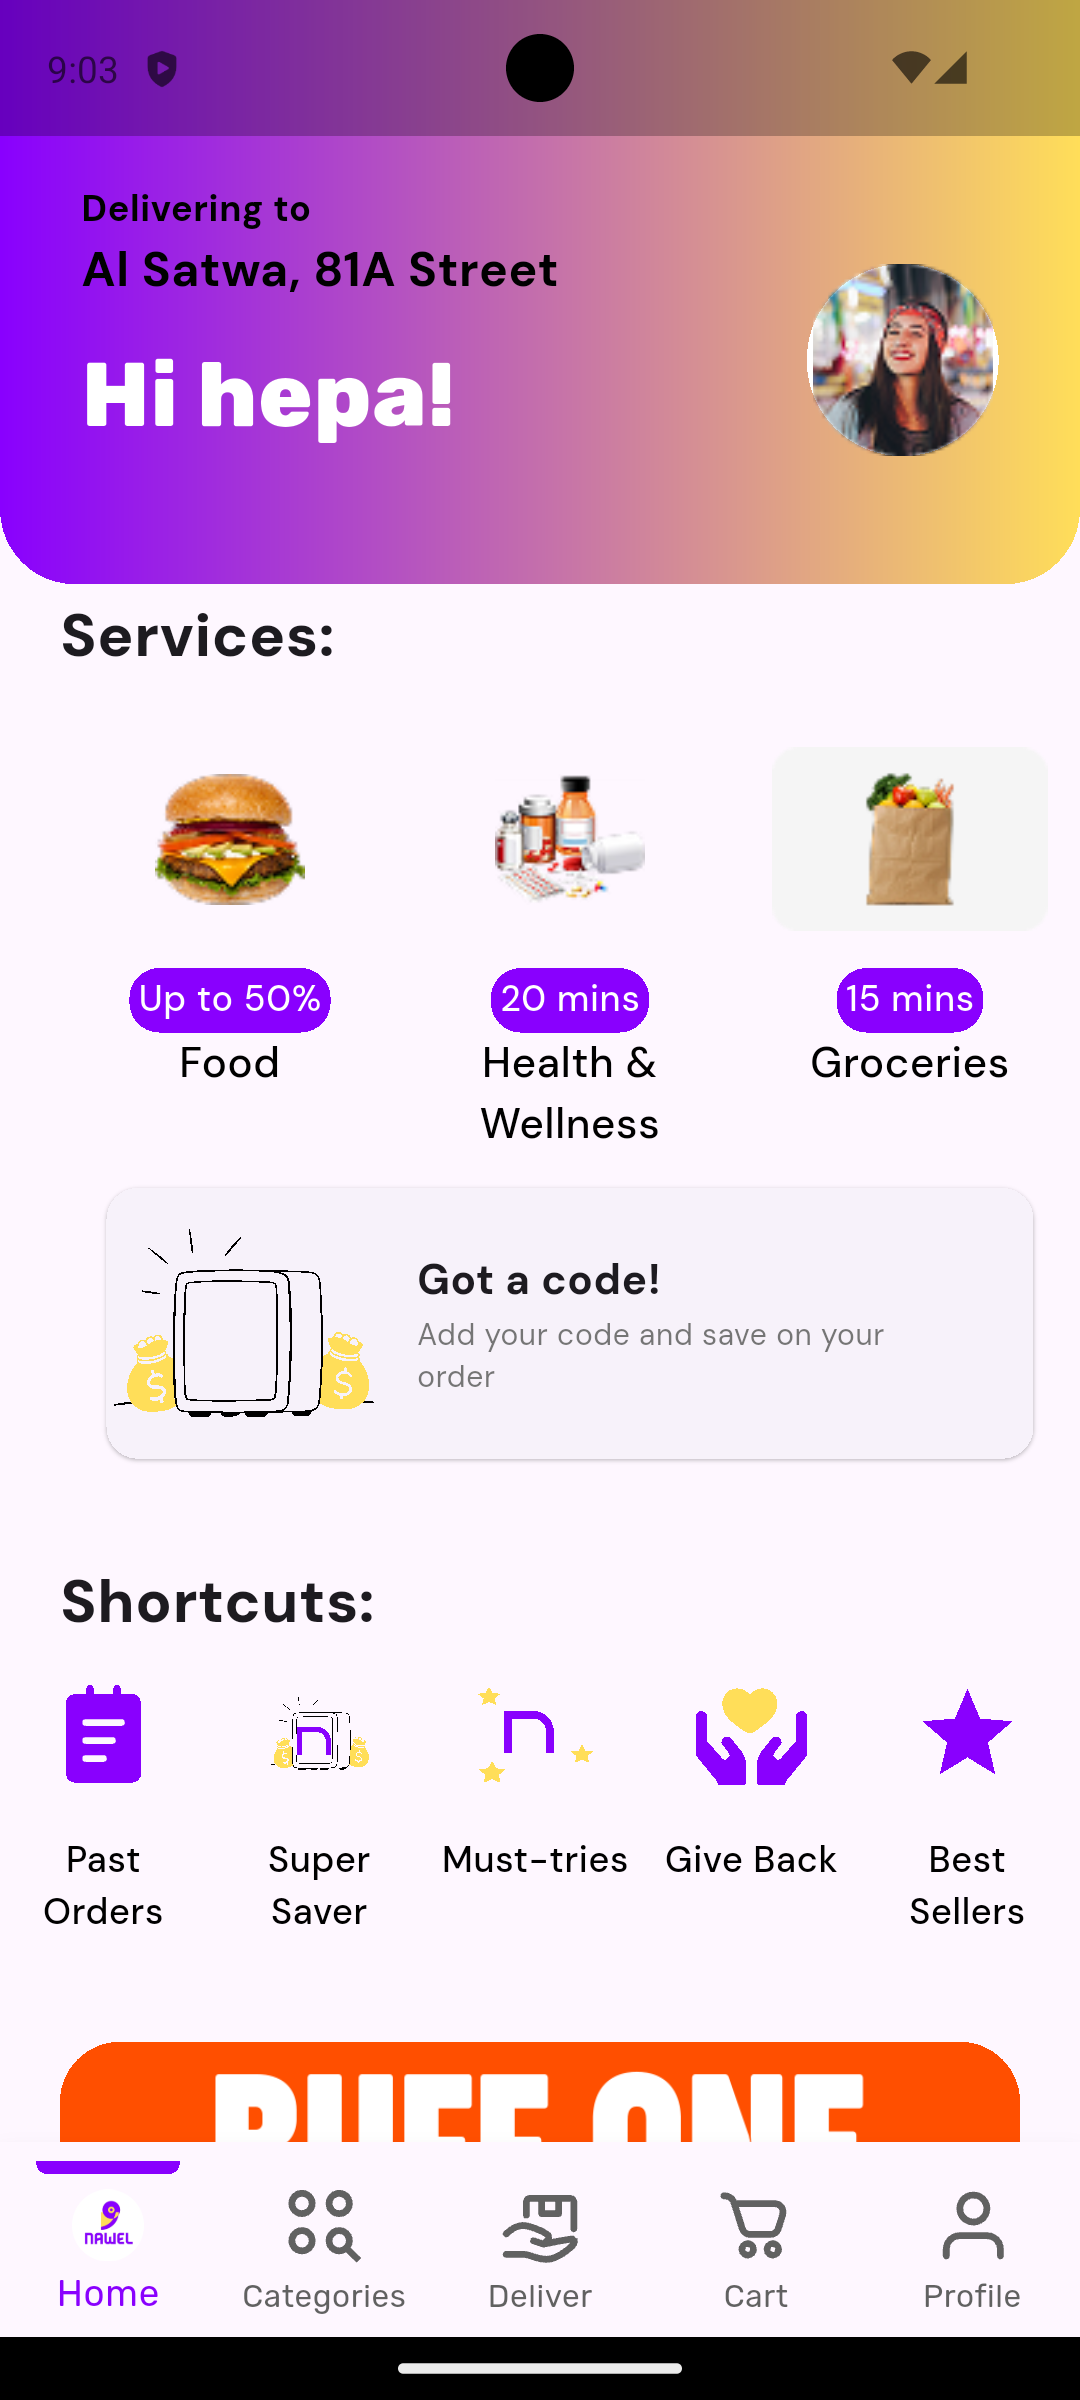 9:03
Delivering to
Al Satwa, 81A Street
Hi hepa!
Services:
Up to 50%
20 mins
15 mins
Food
Health &
Wellness
Groceries
Got a code!
Add your code and save on your
order
Shortcuts:
Past
Orders
Super
Saver
Must-tries
Give Back
Best
Sellers
NAWEL
Home
Categories
Deliver
Cart
Profile